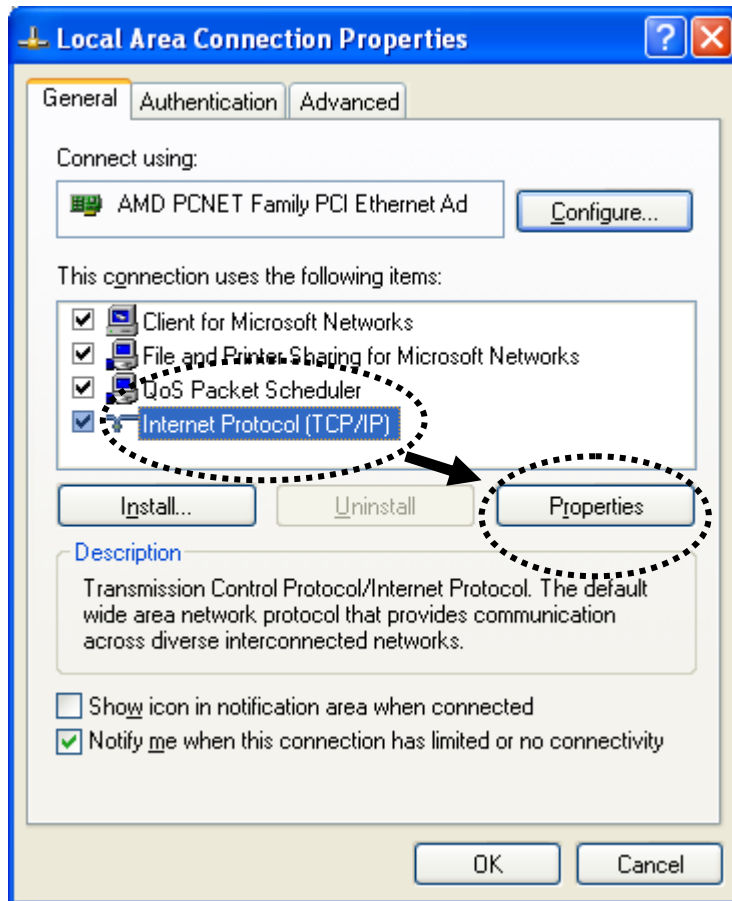 Local Area Connection Properties
General Authentication Advanced
Connect using:
AMD PCNET Family PCI Ethernet Ad Configure...
This connection uses the following items:
Client for Microsoft Networks
File and Printer Sharing for Microsoft Networks
QoS Packet Scheduler
Internet Protocol (TCP/IP)
Install... Uninstall Properties
Description
Transmission Control Protocol/Internet Protocol. The default
wide area network protocol that provides communication
across diverse interconnected networks.
Show icon in notification area when connected
Notify me when this connection has limited or no connectivity
OK Cancel